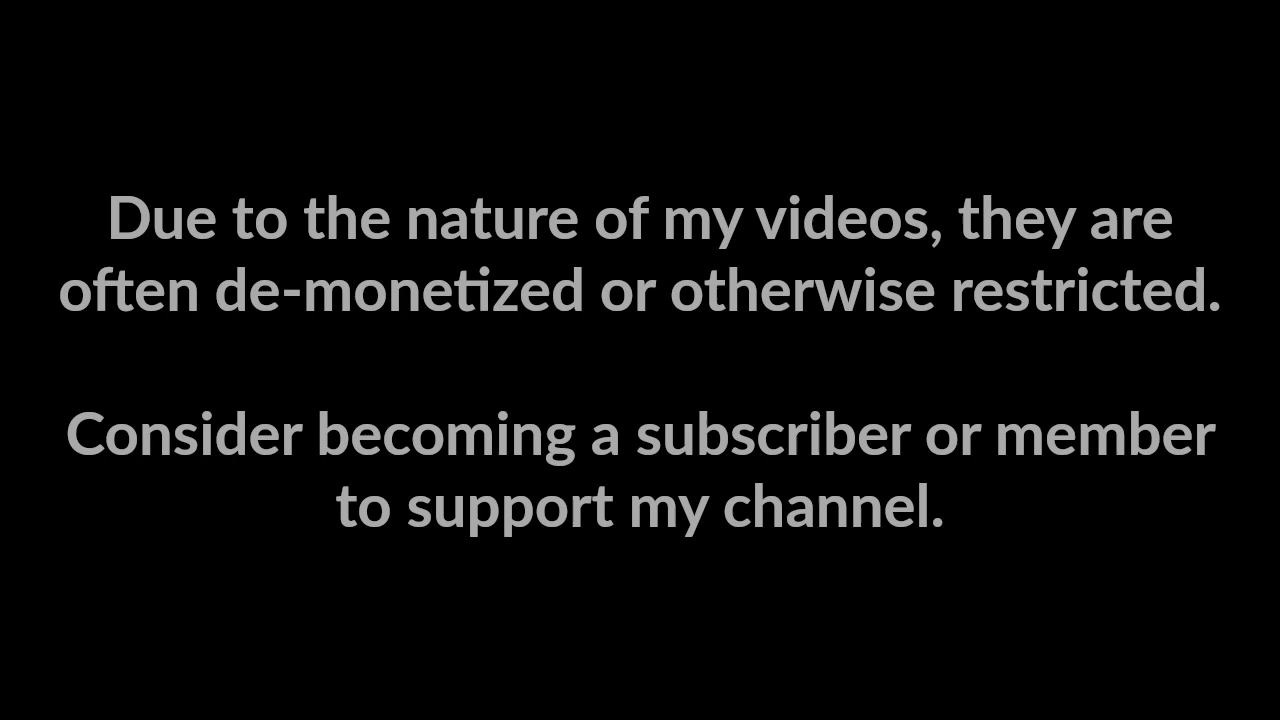 Due to the nature of my videos, they are
often de-monetized or otherwise restricted.
Consider becoming a subscriber or member
to support my channel.